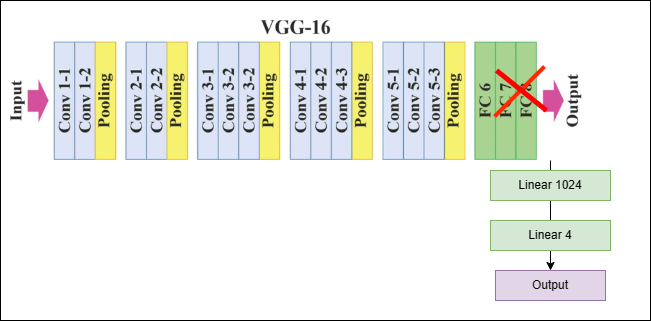 VGG-16
Input
Conv 1-1
Conv 1-2
Pooling
Conv 2-1
Conv 2-2
Pooling
Conv 3-1
Conv 3-2
Conv 3-2
Pooling
Conv 4-1
Conv 4-2
Conv 4-3
Pooling
Conv 5-1
Conv 5-2
Conv 5-3
Pooling
FC 6
FC 7
FC 8
Output
Linear 1024
Linear 4
Output